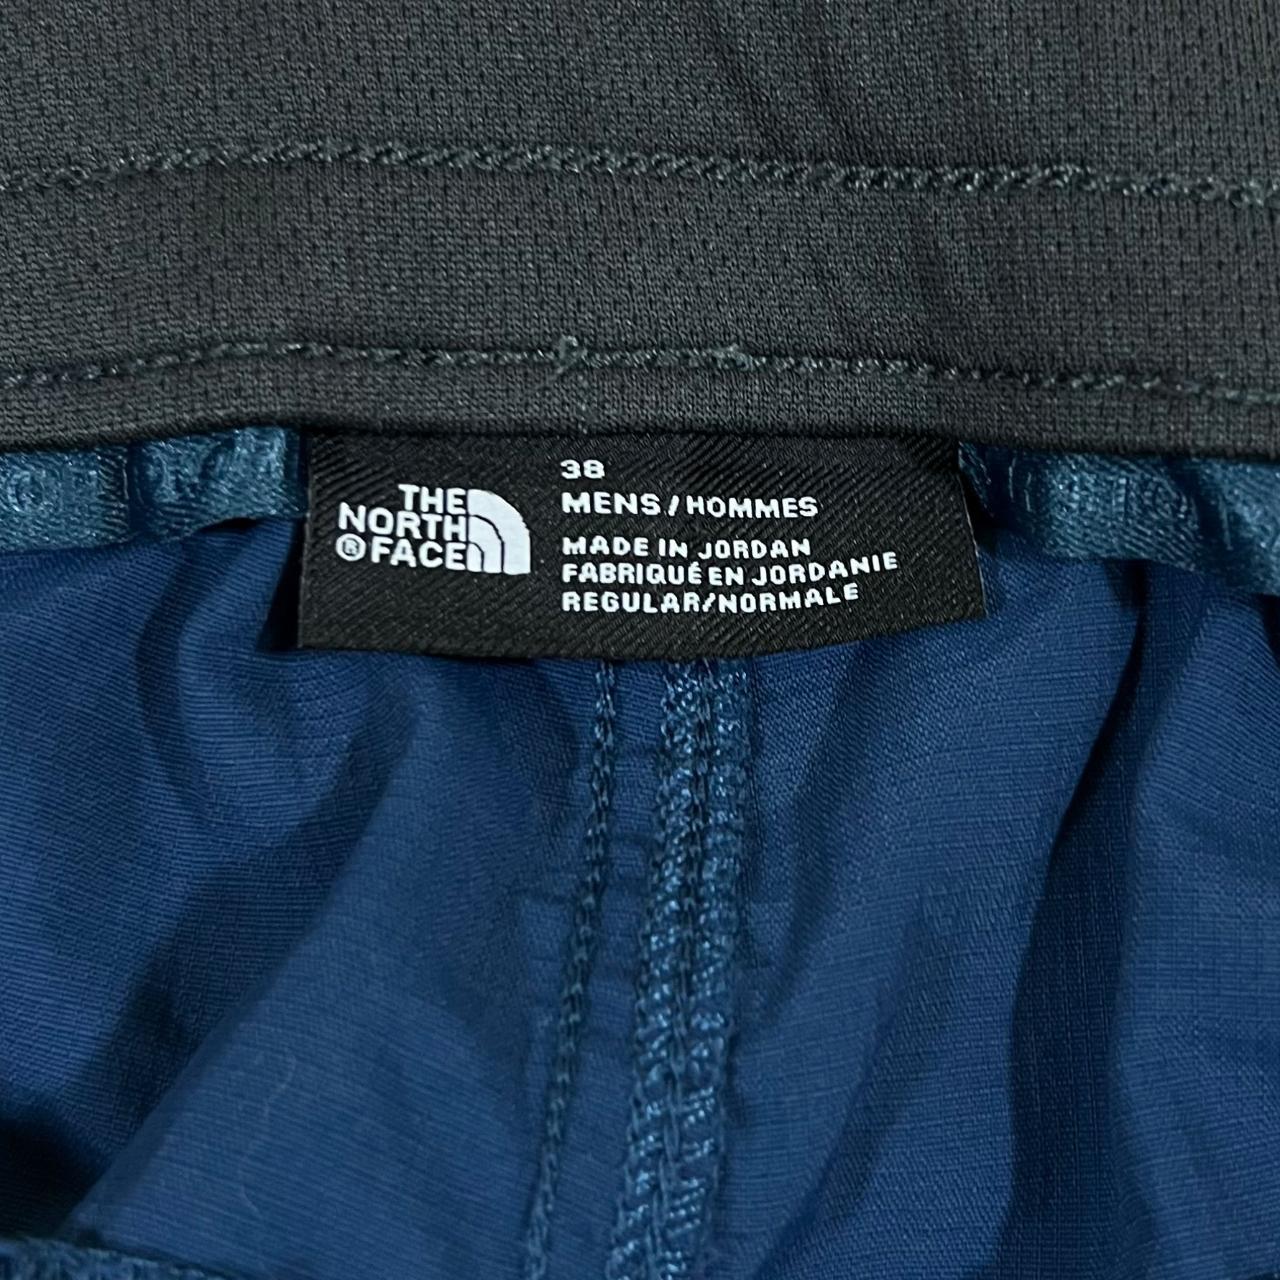 THE
NORTH
®FACE
38
MENS/HOMMES
MADE IN JORDAN
FABRIQUÉ EN JORDANIE
REGULAR/NORMALE